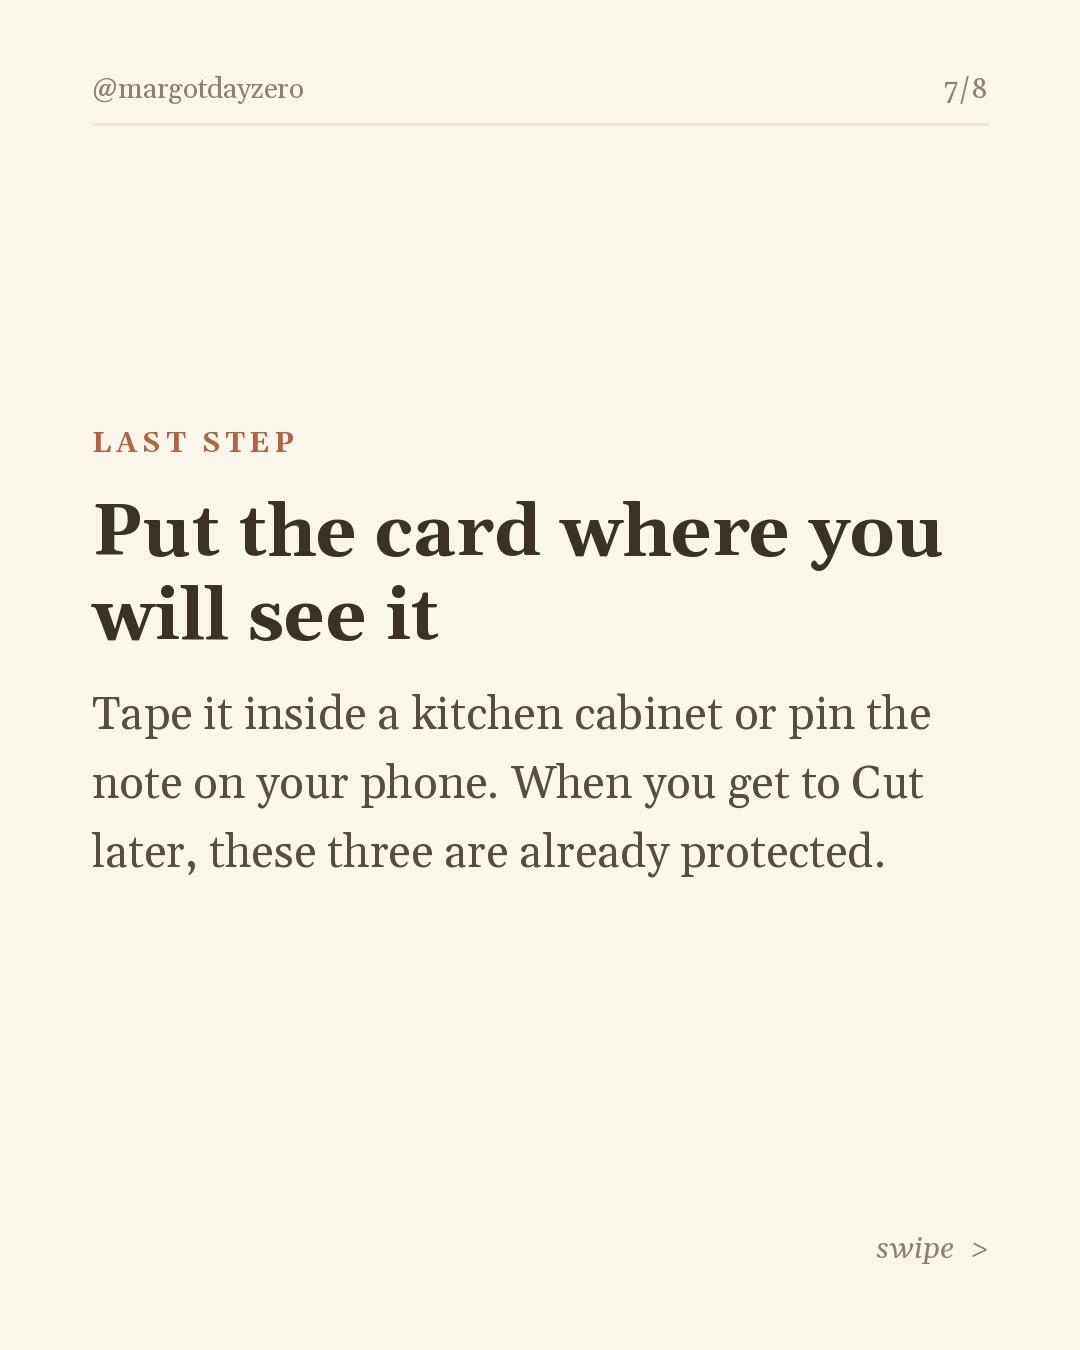 @margotdayzero
7/8
LAST STEP
Put the card where you
will see it
Tape it inside a kitchen cabinet or pin the
note on your phone. When you get to Cut
later, these three are already protected.
swipe >